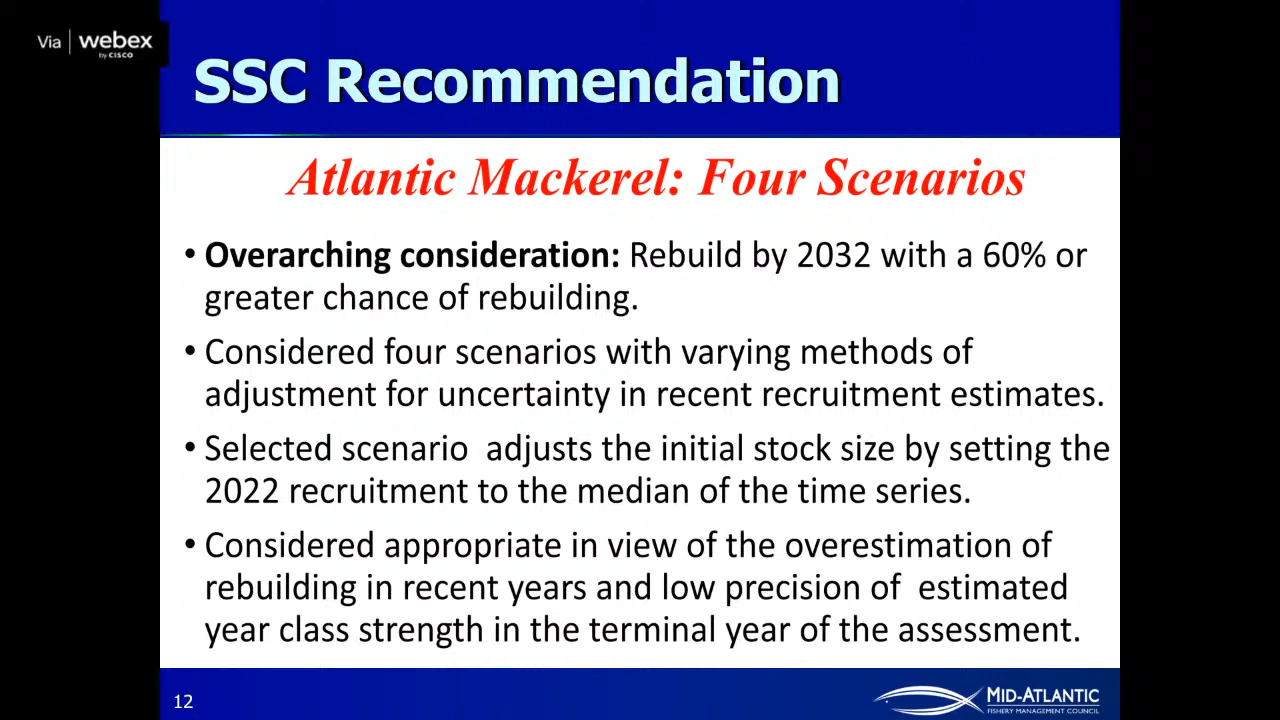 Via | webex
by CISCO
SSC Recommendation
Atlantic Mackerel: Four Scenarios
• Overarching consideration: Rebuild by 2032 with a 60% or
greater chance of rebuilding.
• Considered four scenarios with varying methods of
adjustment for uncertainty in recent recruitment estimates.
• Selected scenario  adjusts the initial stock size by setting the
2022 recruitment to the median of the time series.
• Considered appropriate in view of the overestimation of
rebuilding in recent years and low precision of  estimated
year class strength in the terminal year of the assessment.
12
MID-ATLANTIC
FISHERY MANAGEMENT COUNCIL